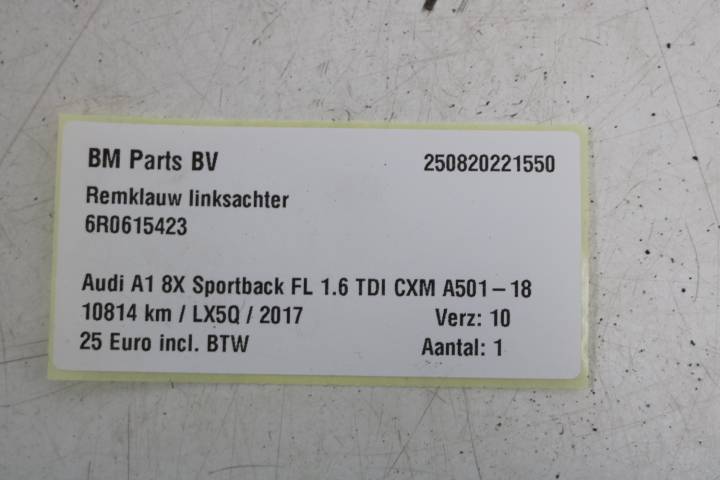 BM Parts BV 250820221550
Remklauw linksachter
6R0615423
Audi A1 8X Sportback FL 1.6 TDI CXM A501-18
10814 km / LX5Q / 2017 Verz: 10
25 Euro incl. BTW Aantal: 1